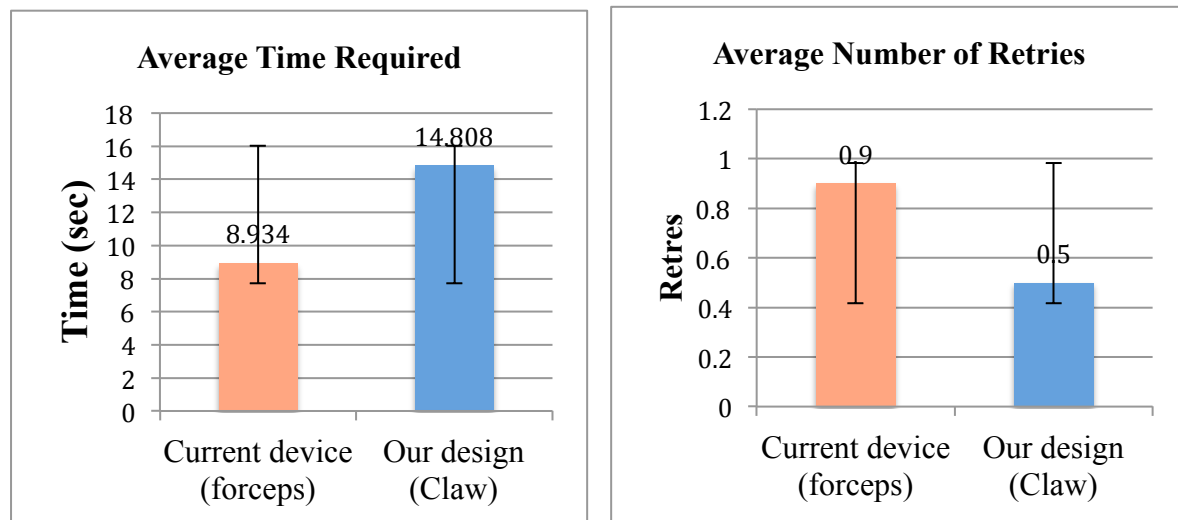 Average Time Required
18
16
14
12
10
8
6
4
2
0
Time (sec)
8.934
14.808
Current device
(forceps)
Our design
(Claw)
Average Number of Retries
1.2
1
0.8
0.6
0.4
0.2
0
Retres
0.9
0.5
Current device
(forceps)
Our design
(Claw)